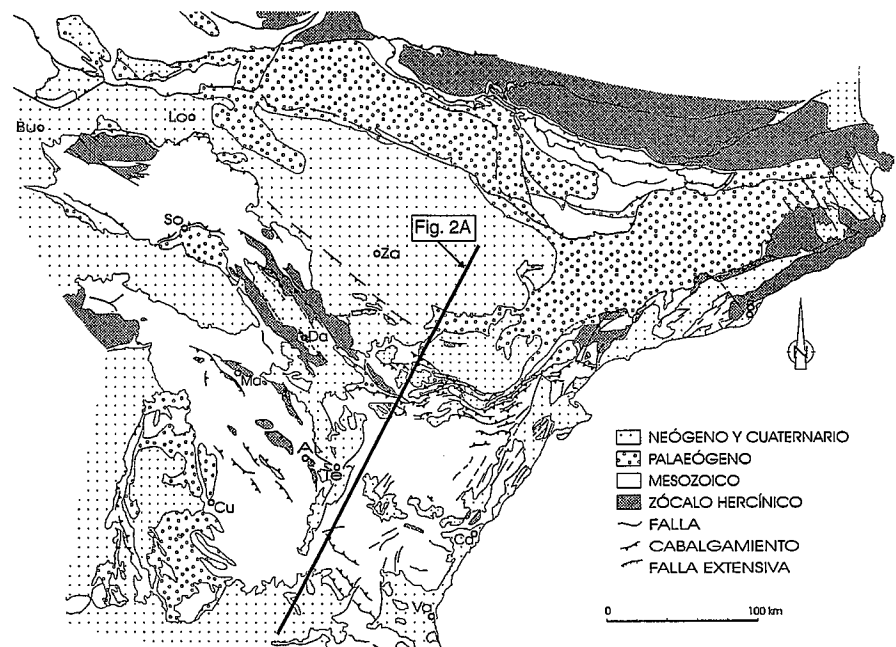 Bu
Lo
So
Fig. 2A
Za
Da
Ma
A
Te
Cu
Ca
Va
N
NEÓGENO Y CUATERNARIO
PALAEÓGENO
MESOZOICO
ZÓCALO HERCÍNICO
FALLA
CABALGAMIENTO
FALLA EXTENSIVA
0 100 km